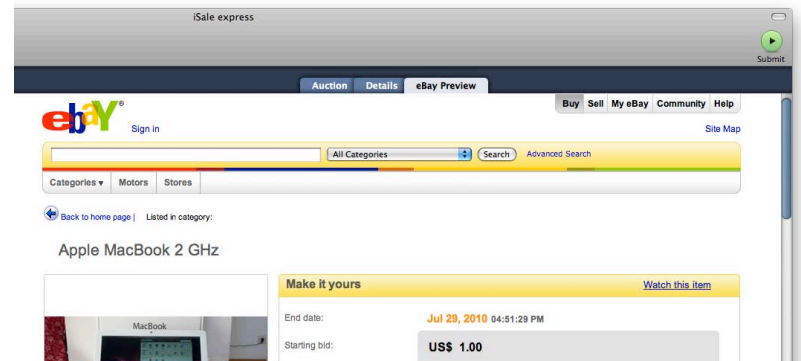 iSale express
Submit
Auction Details eBay Preview
ebaY®
Buy Sell My eBay Community Help
Sign in
Site Map
All Categories Search Advanced Search
Categories ▾ Motors Stores
Back to home page | Listed in category:
Apple MacBook 2 GHz
Make it yours Watch this item
End date: Jul 29, 2010 04:51:29 PM
MacBook
Starting bid: US$ 1.00